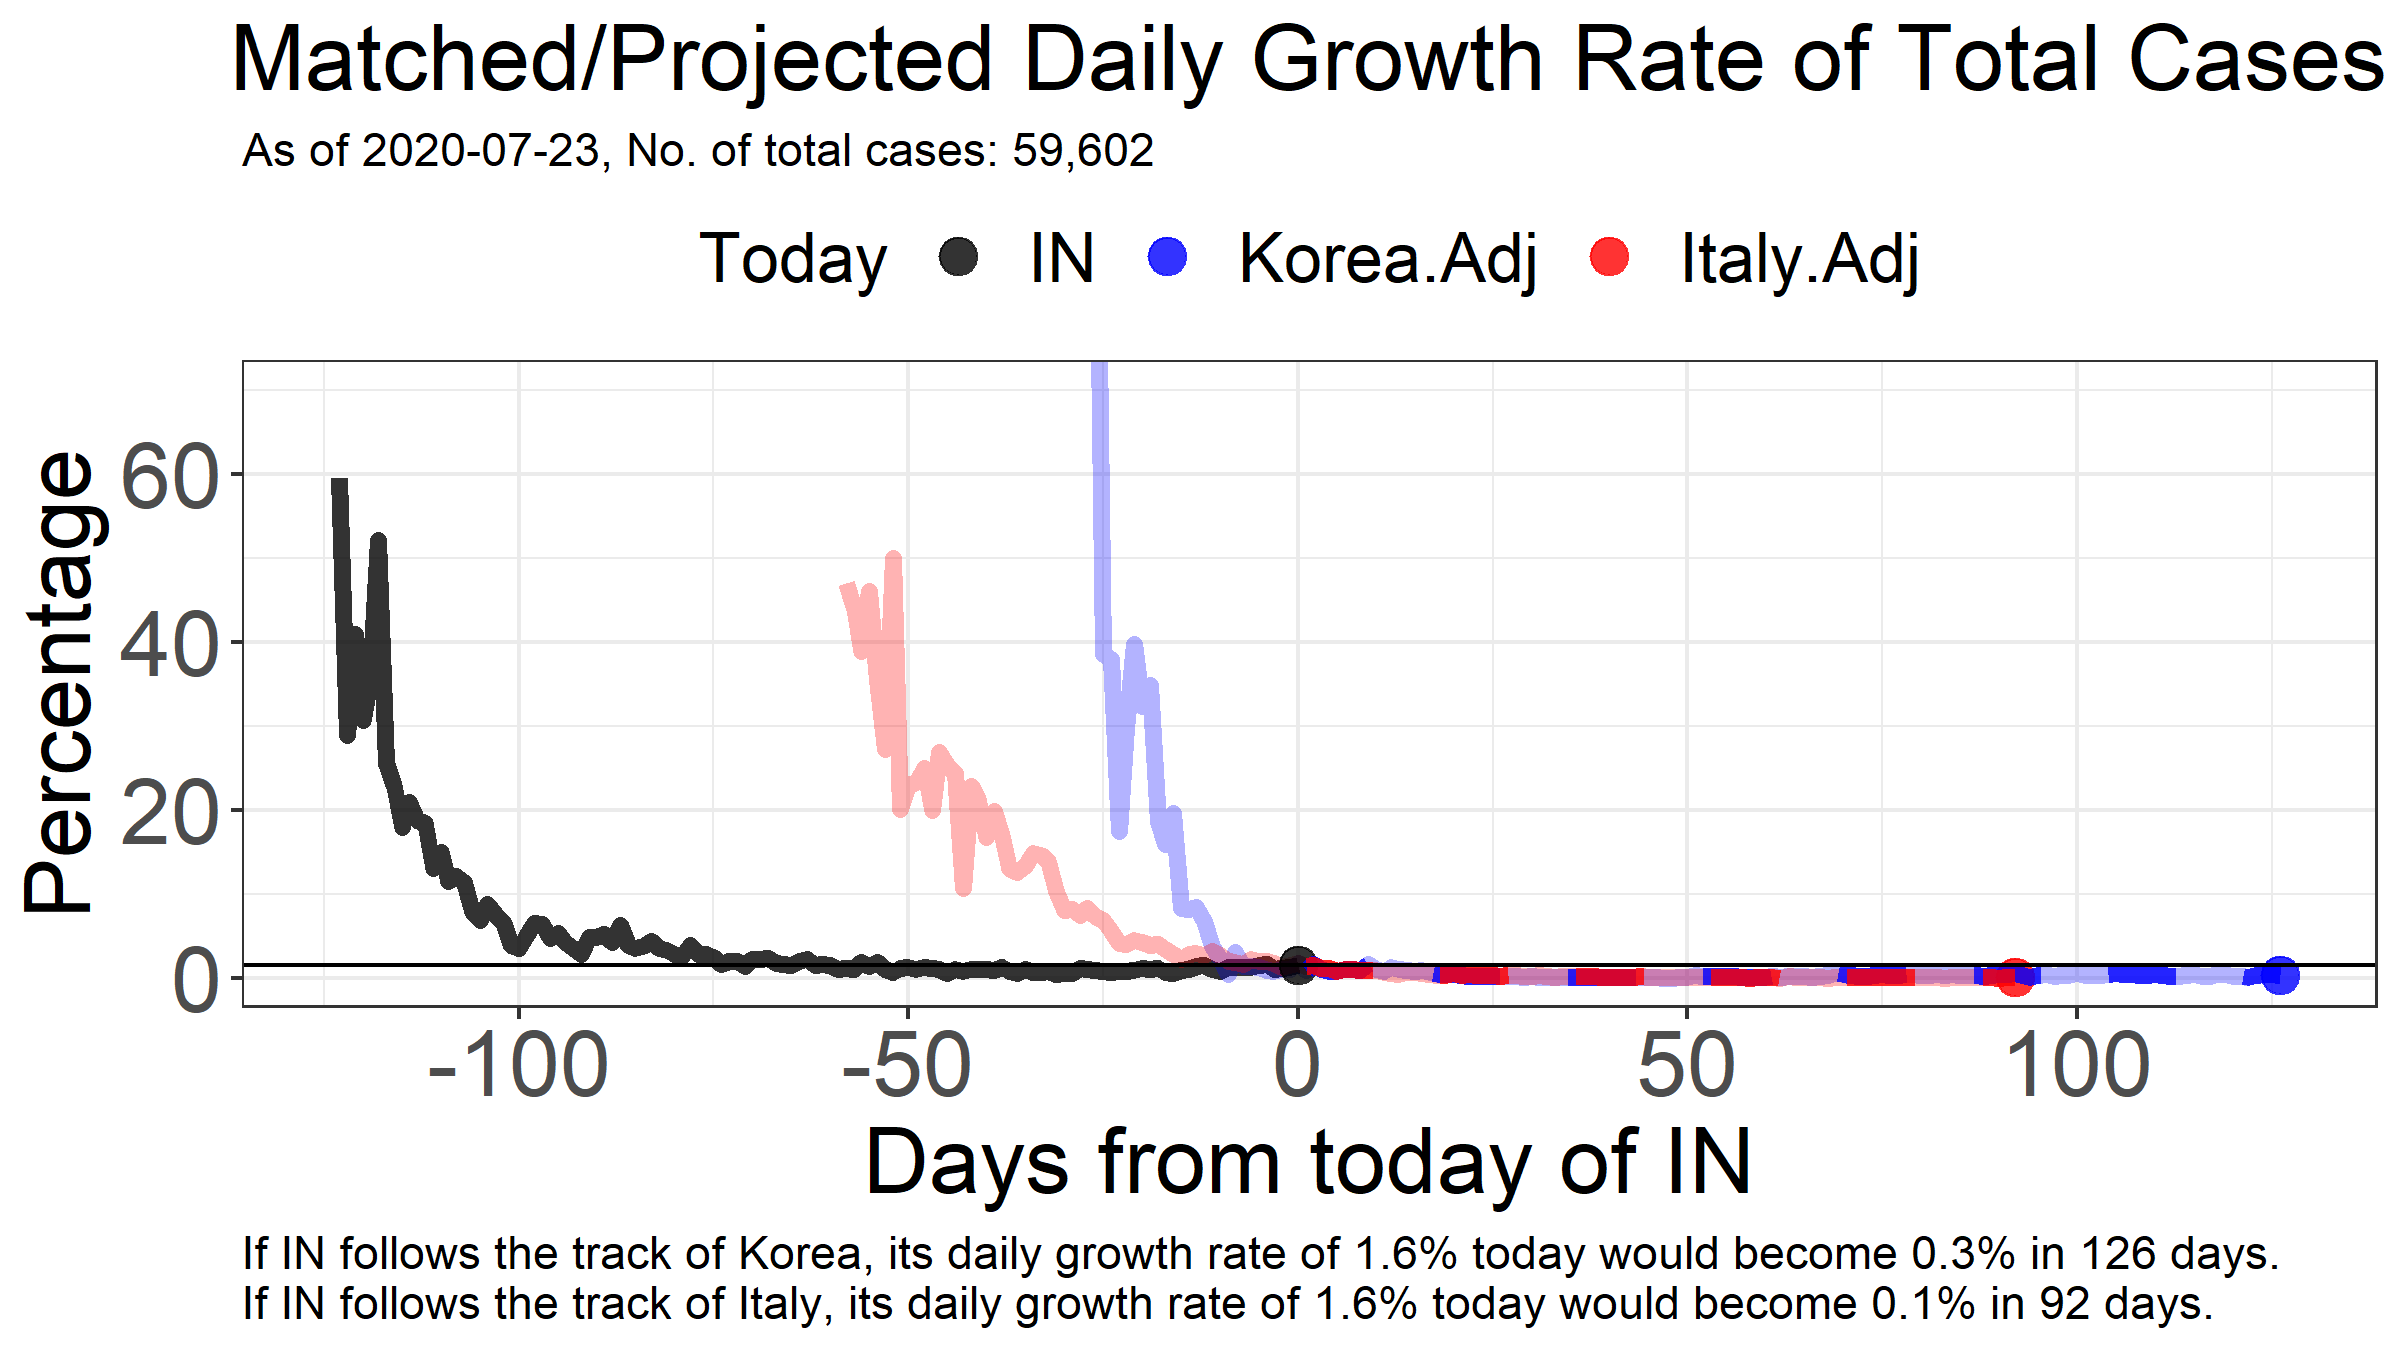 Matched/Projected Daily Growth Rate of Total Cases
As of 2020-07-23, No. of total cases: 59,602
Today IN Korea.Adj Italy.Adj
Percentage
60
40
20
0
-100 -50 0 50 100
Days from today of IN
If IN follows the track of Korea, its daily growth rate of 1.6% today would become 0.3% in 126 days.
If IN follows the track of Italy, its daily growth rate of 1.6% today would become 0.1% in 92 days.